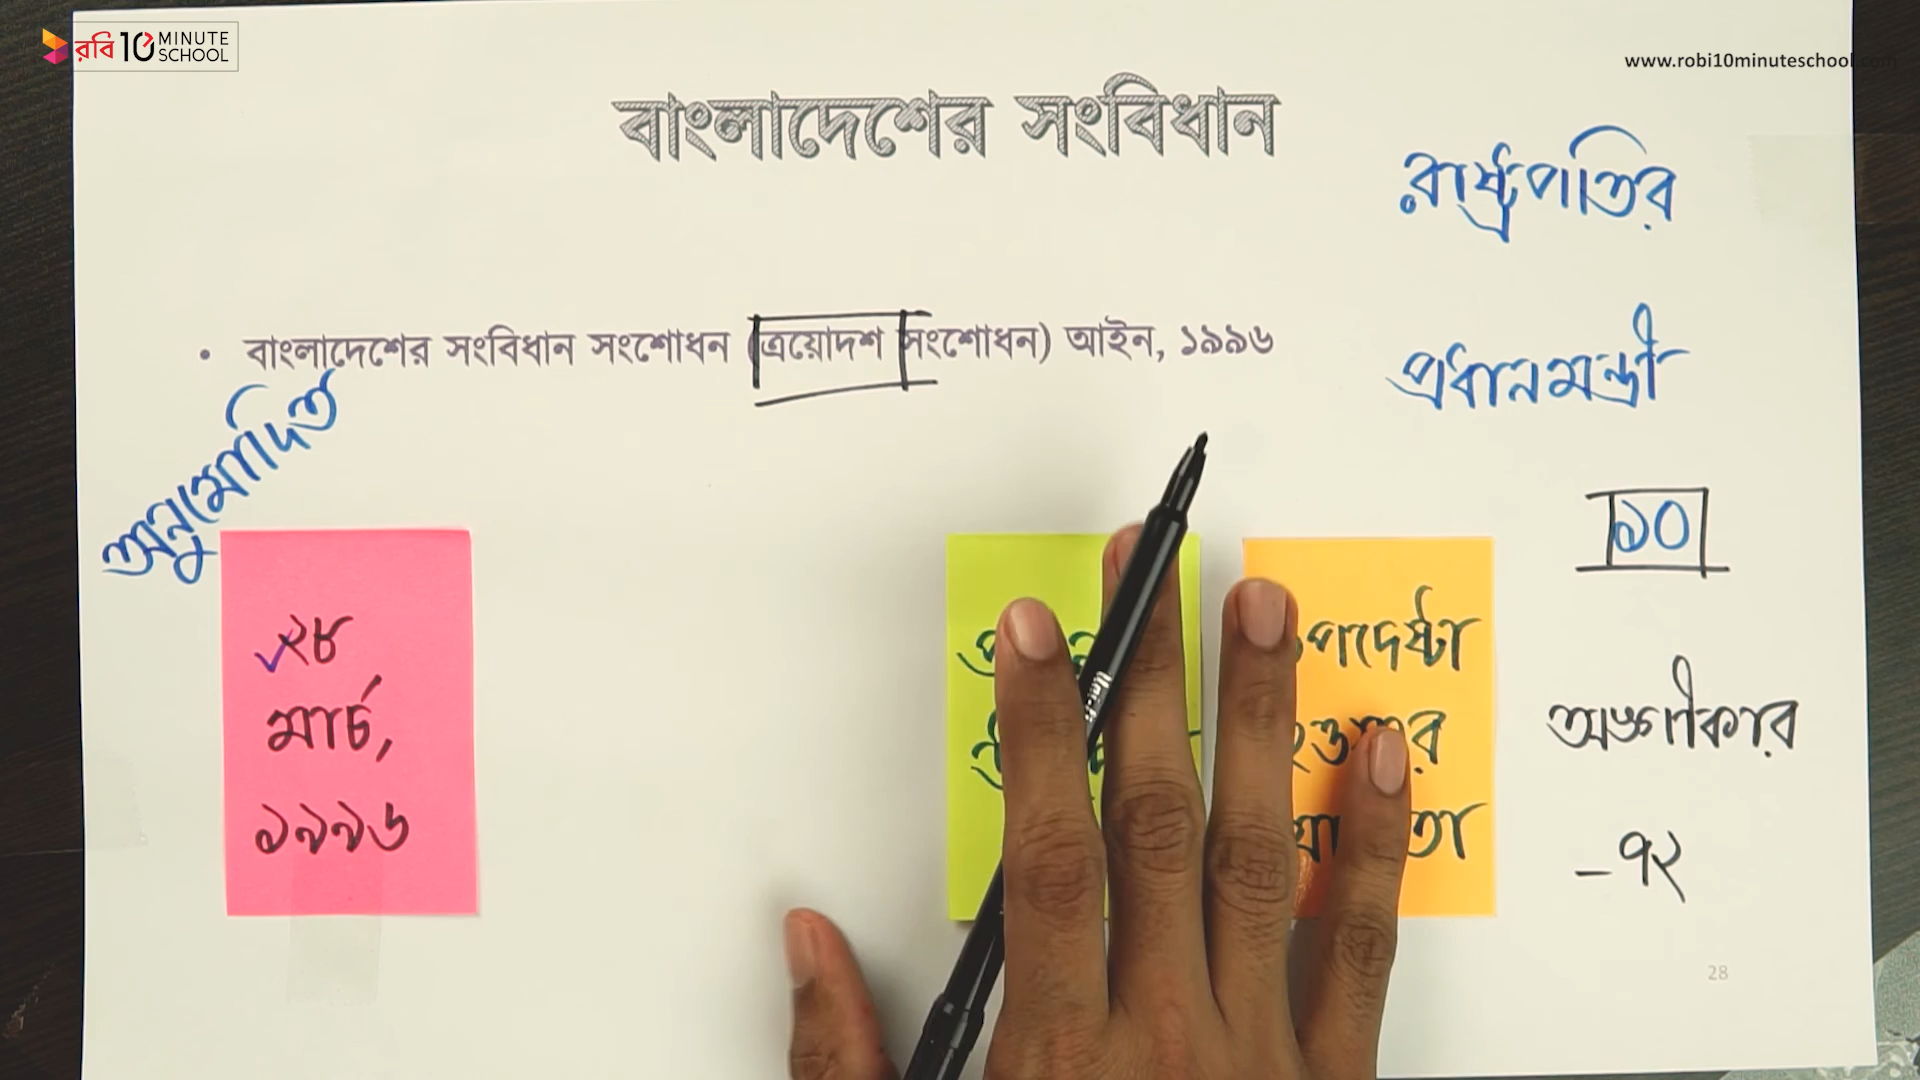 রবি 10 MINUTE SCHOOL
www.robi10minuteschool.com
বাংলাদেশের সংবিধান
রাষ্ট্রপতির
• বাংলাদেশের সংবিধান সংশোধন (ত্রয়োদশ সংশোধন) আইন, ১৯৯৬
প্রধানমন্ত্রী
অনুমোদিত
১০
২৮
মার্চ,
১৯৯৬
অঙ্গীকার
-৭২
28